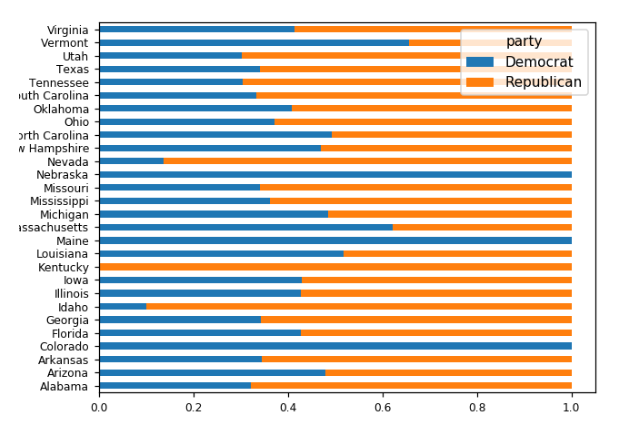 Virginia
Vermont
Utah
Texas
Tennessee
outh Carolina
Oklahoma
Ohio
orth Carolina
w Hampshire
Nevada
Nebraska
Missouri
Mississippi
Michigan
assachusetts
Maine
Louisiana
Kentucky
Iowa
Illinois
Idaho
Georgia
Florida
Colorado
Arkansas
Arizona
Alabama
party
Democrat
Republican
0.0 0.2 0.4 0.6 0.8 1.0